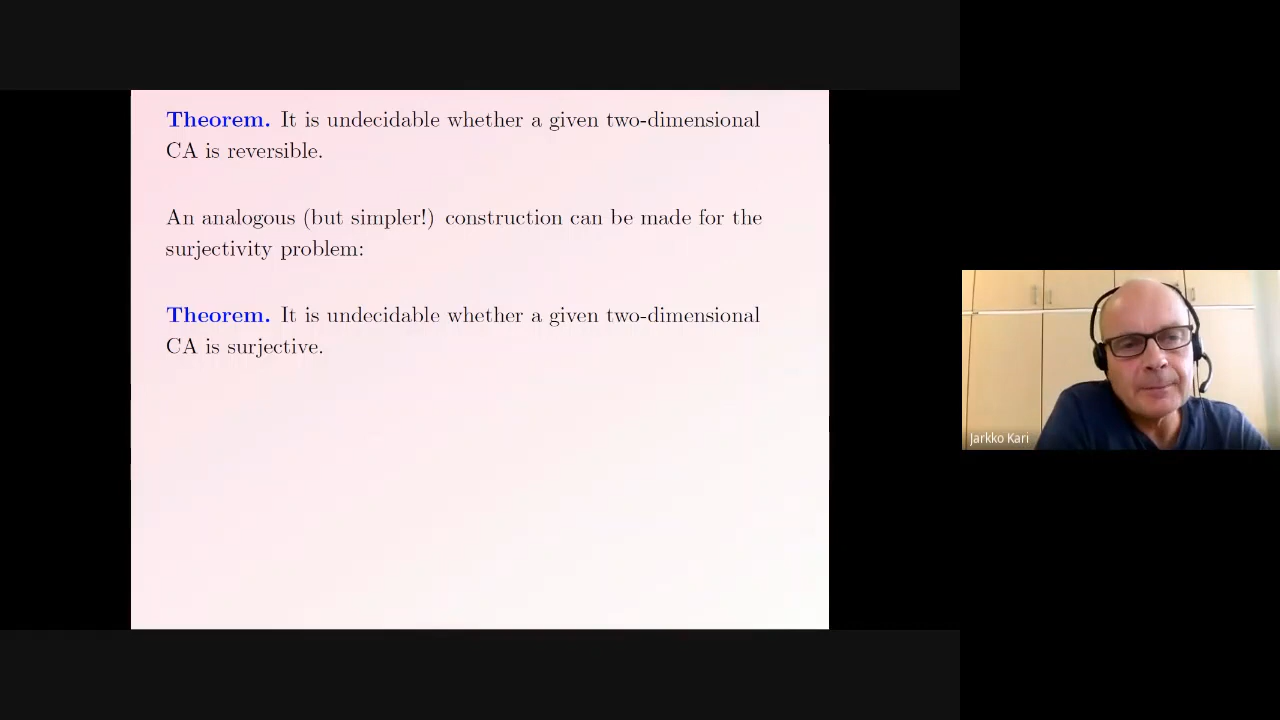 Theorem. It is undecidable whether a given two-dimensional
CA is reversible.
An analogous (but simpler!) construction can be made for the
surjectivity problem:
Theorem. It is undecidable whether a given two-dimensional
CA is surjective.
Jarkko Kari